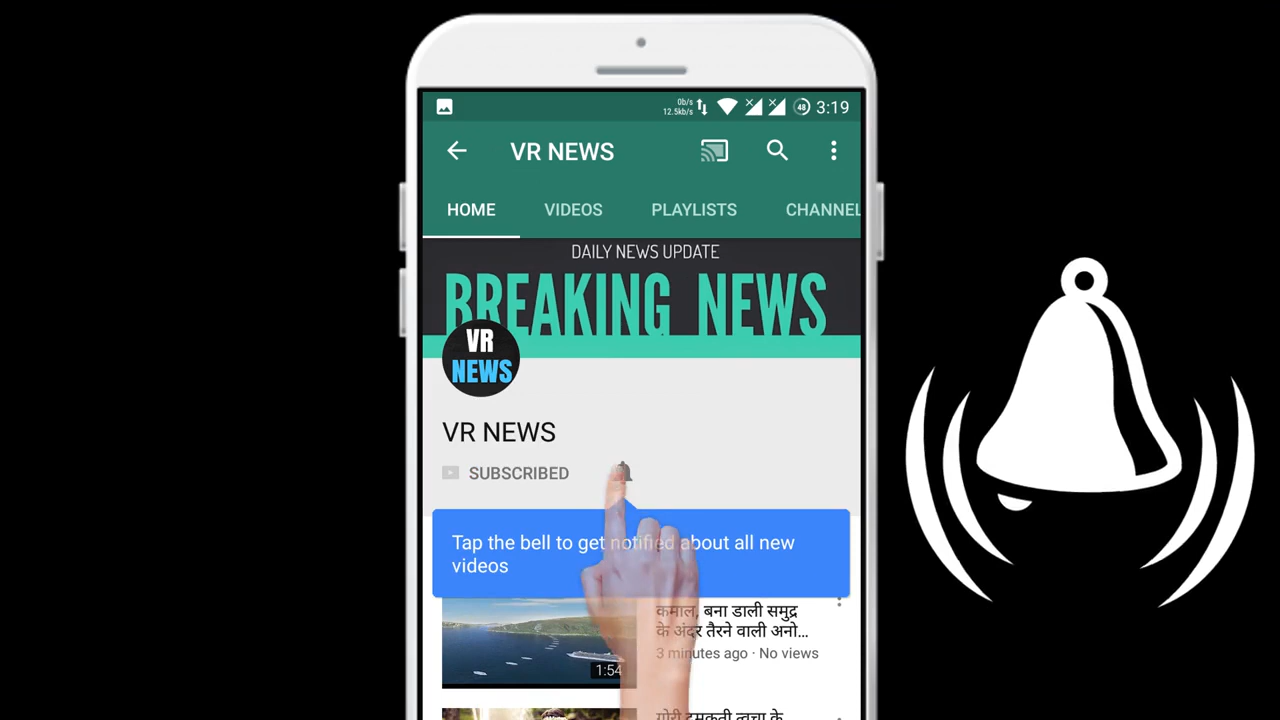 0b/s
12.5kb/s
48
3:19
VR NEWS
HOME
VIDEOS
PLAYLISTS
CHANNEL
DAILY NEWS UPDATE
BREAKING NEWS
VR
NEWS
VR NEWS
SUBSCRIBED
Tap the bell to get notified about all new
videos
कमाल, बना डाली समुद्र
के अंदर तैरने वाली अनो...
3 minutes ago · No views
1:54
गोरी दमकती त्वचा के